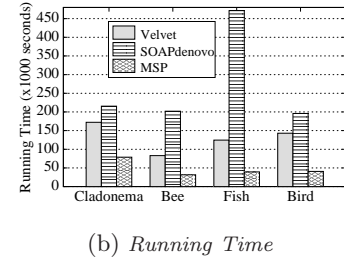 Running Time (x1000 seconds)
450
400
350
300
250
200
150
100
50
0
Velvet
SOAPdenovo
MSP
Cladonema Bee Fish Bird
(b) Running Time